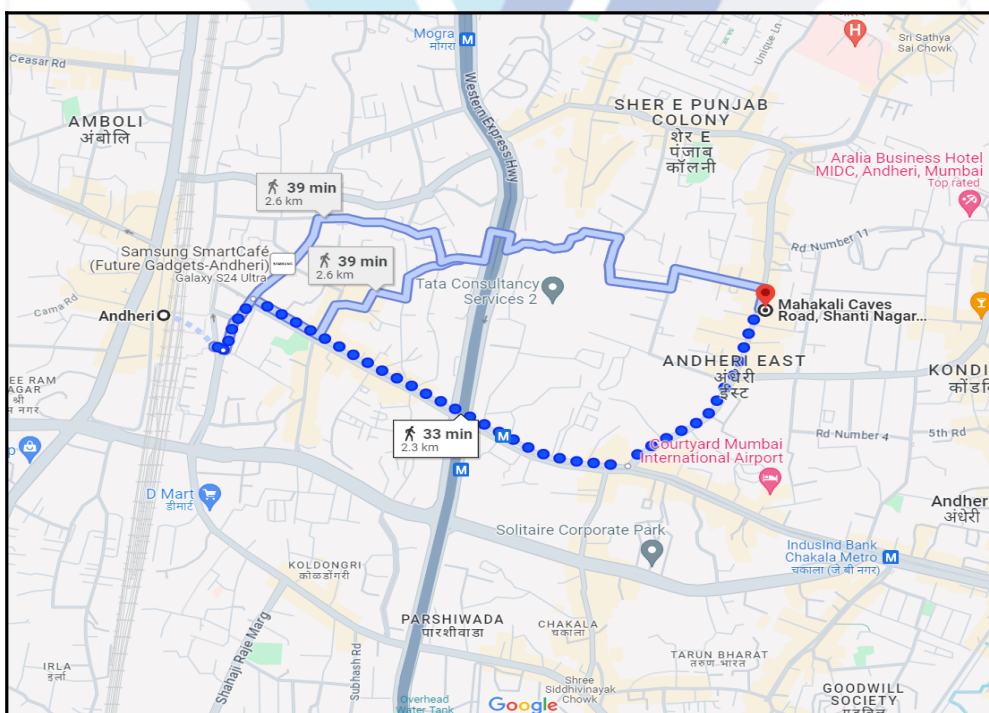 Mogra
मोगरा
M
Ceasar Rd
H
Unique Ln
Sri Sathya
Sai Chowk
AMBOLI
अंबोली
Western Express Hwy
SHER E PUNJAB
COLONY
शेर ए
पंजाब
कॉलनी
Aralia Business Hotel
MIDC, Andheri, Mumbai
Top rated
39 min
2.6 km
Samsung SmartCafé
(Future Gadgets-Andheri)
Galaxy S24 Ultra
SAMSUNG
39 min
2.6 km
Rd Number 11
Tata Consultancy
Services 2
Cama Rd
Andheri
Mahakali Caves
Road, Shanti Nagar...
ANDHERI EAST
अंधेरी
ईस्ट
KONDI
EE RAM
AGAR
श्री
म नगर
33 min
2.3 km
M
M
Rd Number 4
5th Rd
Courtyard Mumbai
International Airport
D Mart
डीमार्ट
Solitaire Corporate Park
Andher
अंधेरी
IndusInd Bank
Chakala Metro
चकाला (जे बी नगर)
M
KOLDONGRI
कोळडोंगरी
PARSHIWADA
पारशीवाडा
CHAKALA
चकाला
Shahaji Raje Marg
Subhash Rd
IRLA
इर्ला
TARUN BHARAT
तरुण भारत
Shree
Siddhivinayak
Chowk
GOODWILL
SOCIETY
Overhead
Water Tank
Google